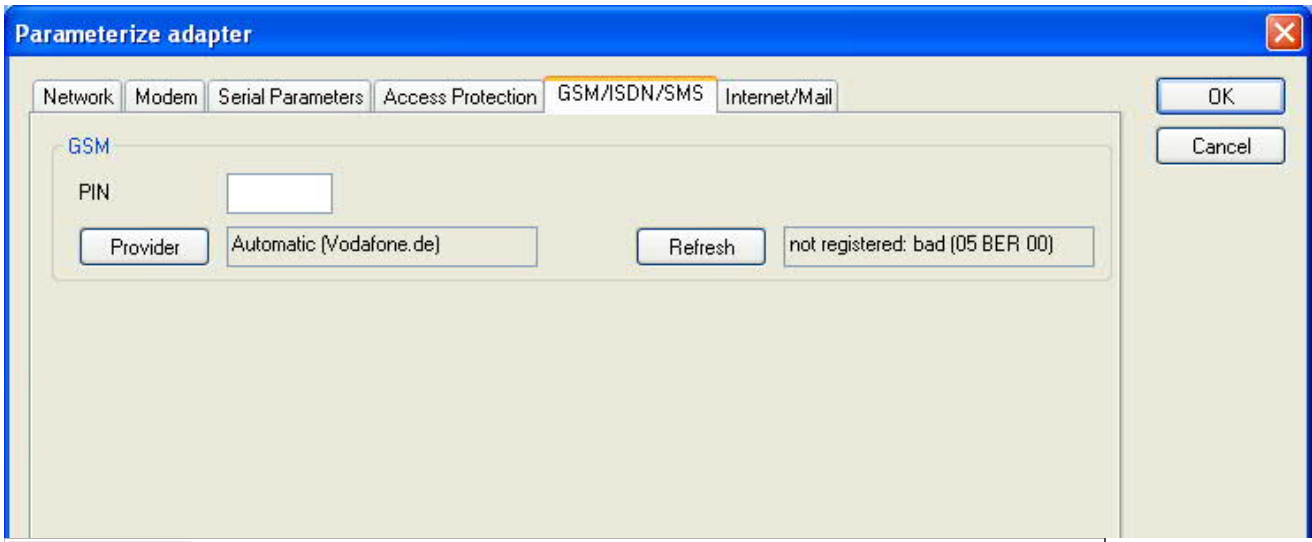 Parameterize adapter
Network Modem Serial Parameters Access Protection GSM/ISDN/SMS Internet/Mail
OK
Cancel
GSM
PIN
Provider Automatic (Vodafone.de) Refresh not registered: bad (05 BER 00)